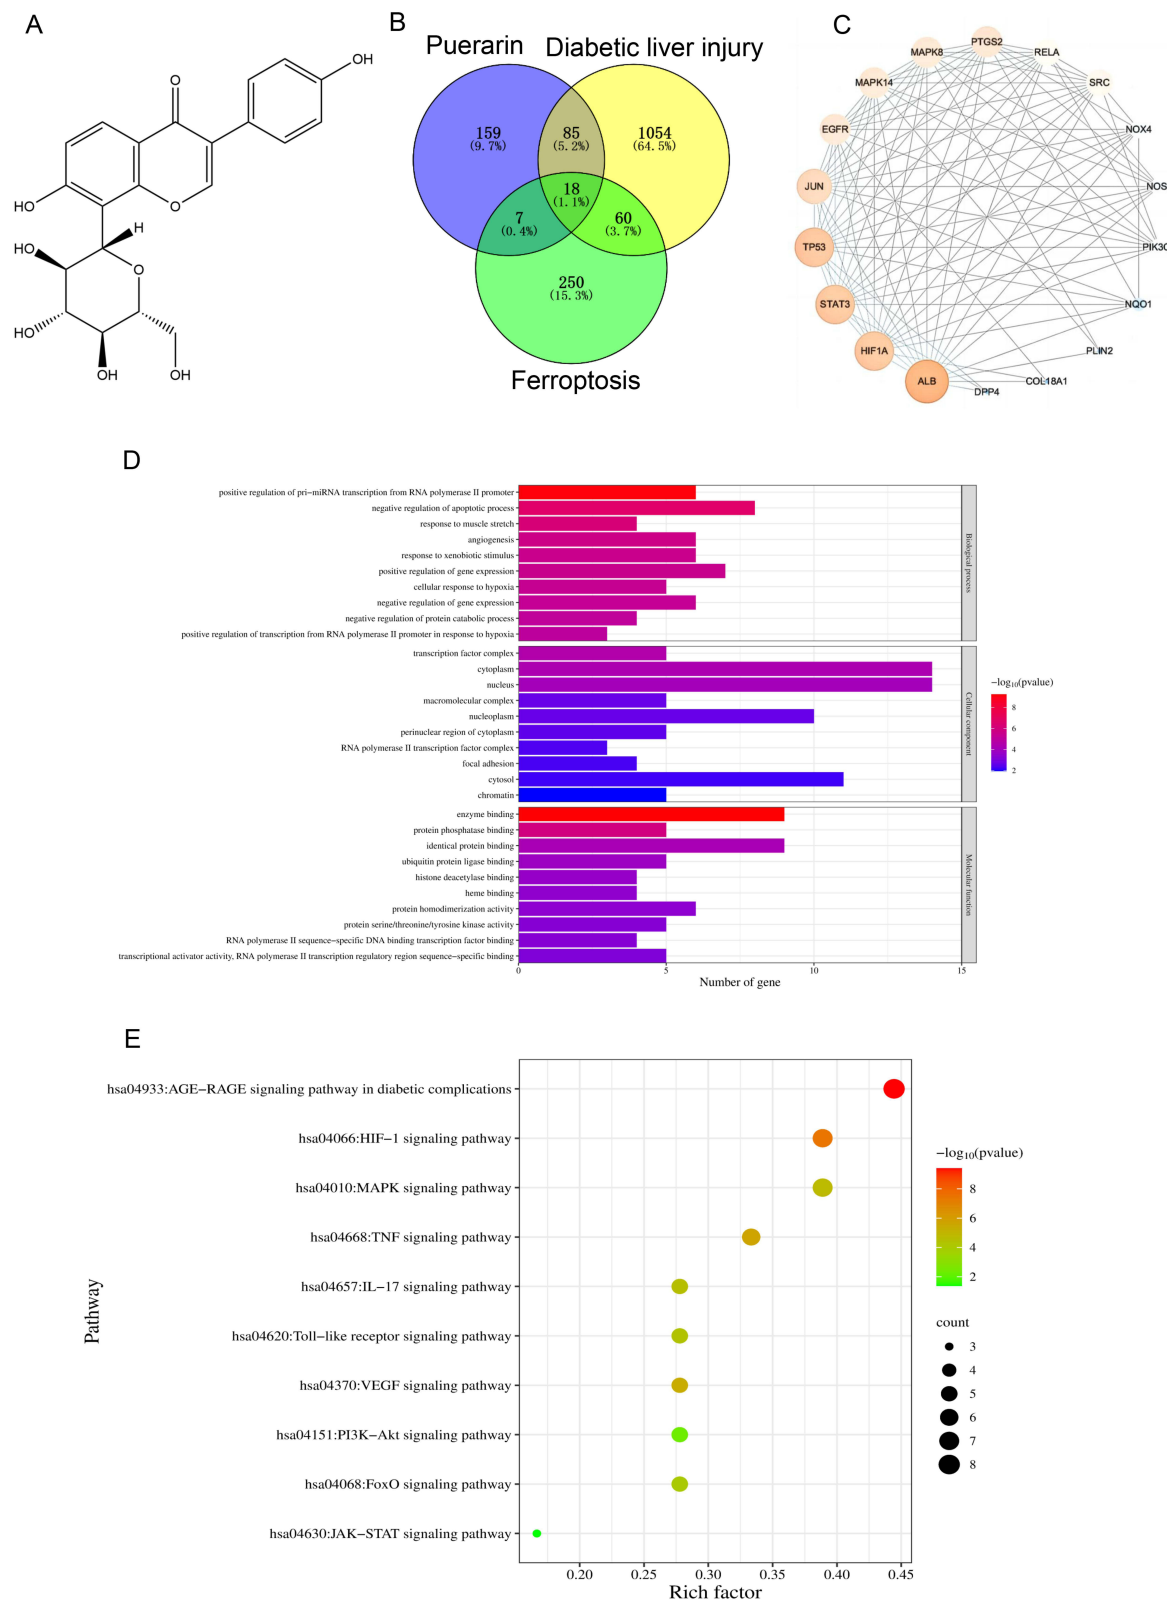 A
OH
O
HO
O
H
HO
O
HO
OH
OH
B
Puerarin
Diabetic liver injury
159
(9.7%)
85
(5.2%)
1054
(64.5%)
18
(1.1%)
7
(0.4%)
60
(3.7%)
250
(15.3%)
Ferroptosis
C
PTGS2
RELA
MAPK8
SRC
MAPK14
NOX4
EGFR
NOS
JUN
PIK3C
TP53
NQO1
STAT3
PLIN2
HIF1A
COL18A1
ALB
DPP4
D
positive regulation of pri−miRNA transcription from RNA polymerase II promoter
negative regulation of apoptotic process
response to muscle stretch
angiogenesis
response to xenobiotic stimulus
positive regulation of gene expression
cellular response to hypoxia
negative regulation of gene expression
negative regulation of protein catabolic process
positive regulation of transcription from RNA polymerase II promoter in response to hypoxia
Biological process
transcription factor complex
cytoplasm
nucleus
macromolecular complex
nucleoplasm
perinuclear region of cytoplasm
RNA polymerase II transcription factor complex
focal adhesion
cytosol
chromatin
Cellular component
enzyme binding
protein phosphatase binding
identical protein binding
ubiquitin protein ligase binding
histone deacetylase binding
heme binding
protein homodimerization activity
protein serine/threonine/tyrosine kinase activity
RNA polymerase II sequence−specific DNA binding transcription factor binding
transcriptional activator activity, RNA polymerase II transcription regulatory region sequence−specific binding
Molecular function
0 5 10 15
Number of gene
−log10(pvalue)
8
6
4
2
E
hsa04933:AGE−RAGE signaling pathway in diabetic complications
hsa04066:HIF−1 signaling pathway
hsa04010:MAPK signaling pathway
hsa04668:TNF signaling pathway
hsa04657:IL−17 signaling pathway
hsa04620:Toll−like receptor signaling pathway
hsa04370:VEGF signaling pathway
hsa04151:PI3K−Akt signaling pathway
hsa04068:FoxO signaling pathway
hsa04630:JAK−STAT signaling pathway
Pathway
0.20 0.25 0.30 0.35 0.40 0.45
Rich factor
−log10(pvalue)
8
6
4
2
count
3
4
5
6
7
8